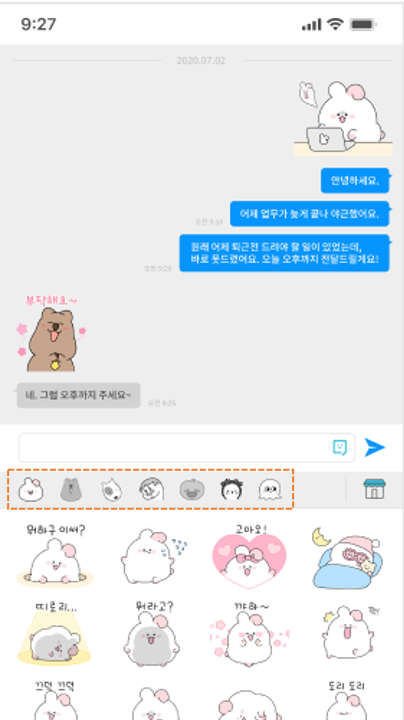 9:27
2020.07.02
안녕하세요.
어제 업무가 늦게 끝나 야근했어요.
오전 9:19
원래 어제 퇴근전 드려야 할 일이 있었는데,
바로 못드렸어요. 오늘 오후까지 전달드릴게요!
오전 9:20
부탁해요~
네. 그럼 오후까지 주세요~
오전 9:25
뭐하구 이써?
고마오!
띠로리...
뭐라고?
꺄하~
끄덕 끄덕
도리 도리